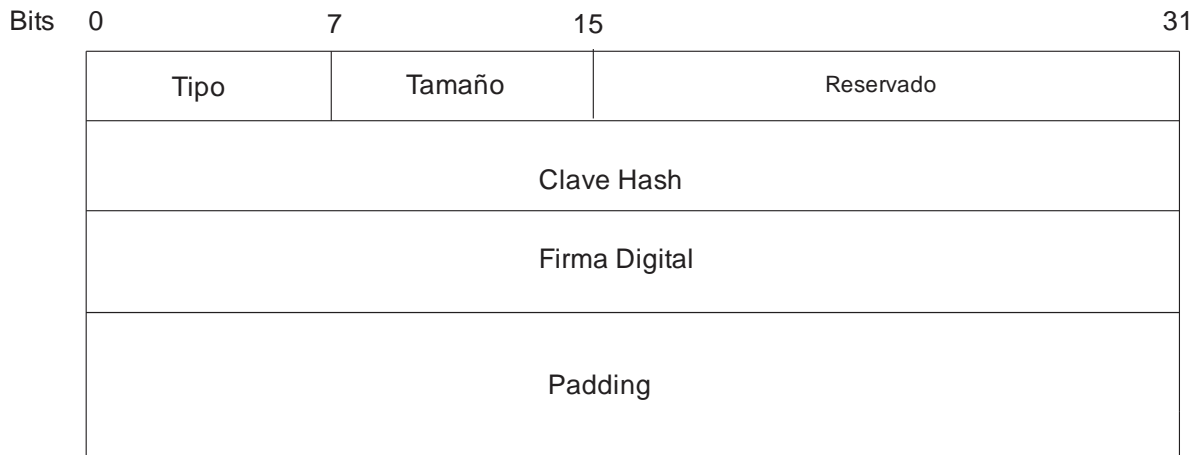 Bits 0 7 15 31
Tipo Tamaño Reservado
Clave Hash
Firma Digital
Padding